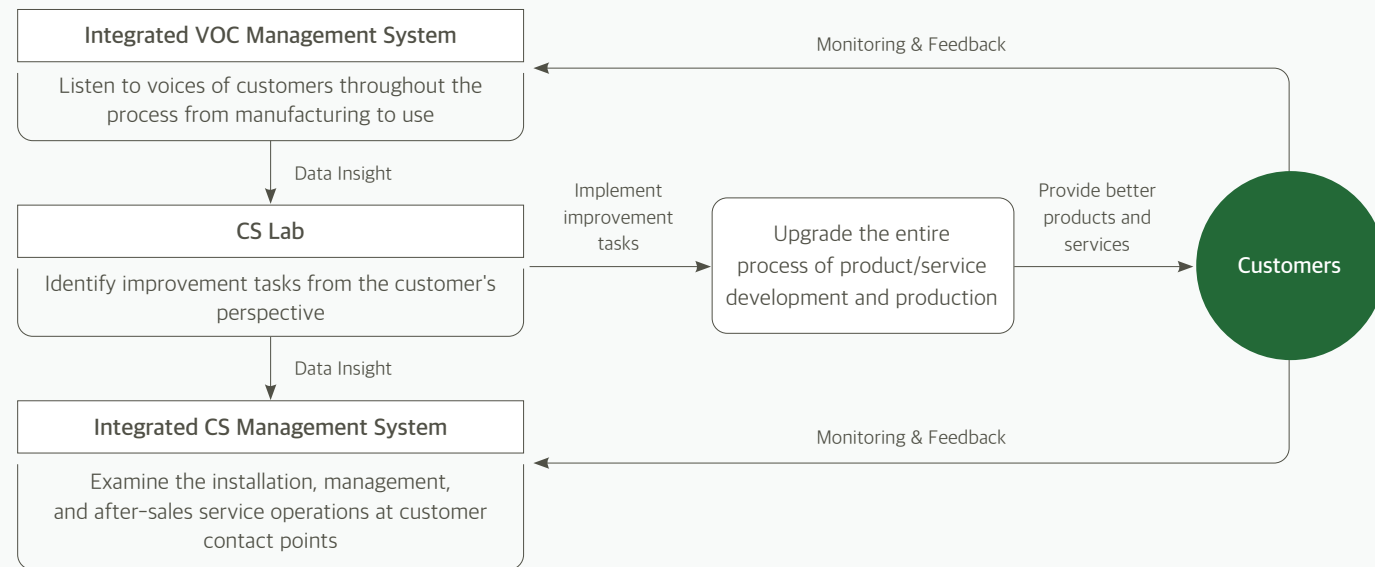 Integrated VOC Management System
Listen to voices of customers throughout the
process from manufacturing to use
Data Insight
CS Lab
Identify improvement tasks from the customer's
perspective
Data Insight
Integrated CS Management System
Examine the installation, management,
and after-sales service operations at customer
contact points
Implement
improvement
tasks
Upgrade the entire
process of product/service
development and production
Provide better
products and
services
Customers
Monitoring & Feedback
Monitoring & Feedback